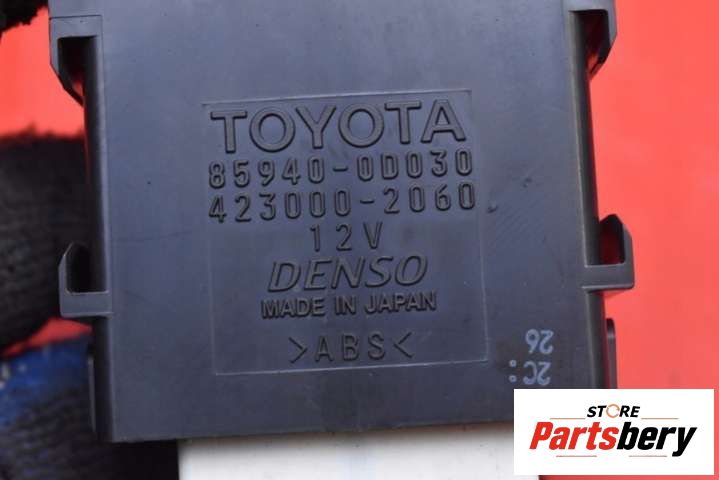 TOYOTA
85940-0D030
423000-2060
12V
DENSO
MADE IN JAPAN
>ABS<
2C:
26
STORE
Partsbery